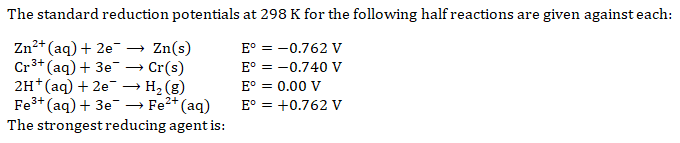 The standard reduction potentials at 298 K for the following half reactions are given against each:
Zn²⁺(aq) + 2e⁻ → Zn(s) E° = −0.762 V
Cr³⁺(aq) + 3e⁻ → Cr(s) E° = −0.740 V
2H⁺(aq) + 2e⁻ → H₂(g) E° = 0.00 V
Fe³⁺(aq) + 3e⁻ → Fe²⁺(aq) E° = +0.762 V
The strongest reducing agent is: